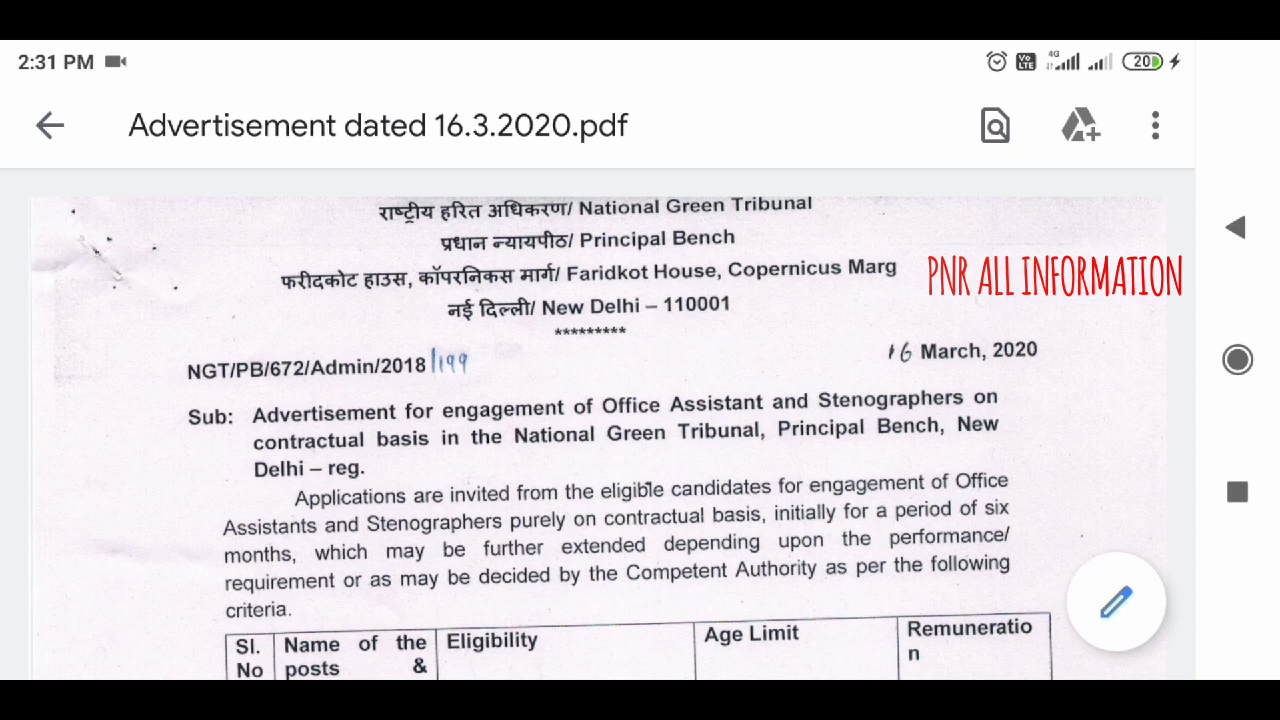 2:31 PM
4G
Vo LTE
20
Advertisement dated 16.3.2020.pdf
राष्ट्रीय हरित अधिकरण/ National Green Tribunal
प्रधान न्यायपीठ/ Principal Bench
फरीदकोट हाउस, कॉपरनिकस मार्ग/ Faridkot House, Copernicus Marg
PNR ALL INFORMATION
नई दिल्ली/ New Delhi – 110001
*********
NGT/PB/672/Admin/2018/199
16 March, 2020
Sub: Advertisement for engagement of Office Assistant and Stenographers on
contractual basis in the National Green Tribunal, Principal Bench, New
Delhi – reg.
Applications are invited from the eligible candidates for engagement of Office
Assistants and Stenographers purely on contractual basis, initially for a period of six
months, which may be further extended depending upon the performance/
requirement or as may be decided by the Competent Authority as per the following
criteria.
Sl. Name of the Eligibility Age Limit Remuneratio
No posts & n